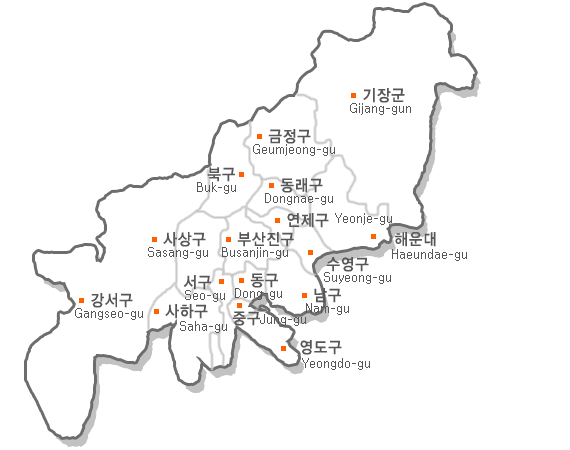 기장군
Gijang-gun
금정구
Geumjeong-gu
북구
Buk-gu
동래구
Dongnae-gu
연제구
Yeonje-gu
사상구
Sasang-gu
부산진구
Busanjin-gu
해운대
Haeundae-gu
수영구
Suyeong-gu
서구
Seo-gu
동구
Dong-gu
남구
Nam-gu
강서구
Gangseo-gu
사하구
Saha-gu
중구
Jung-gu
영도구
Yeongdo-gu